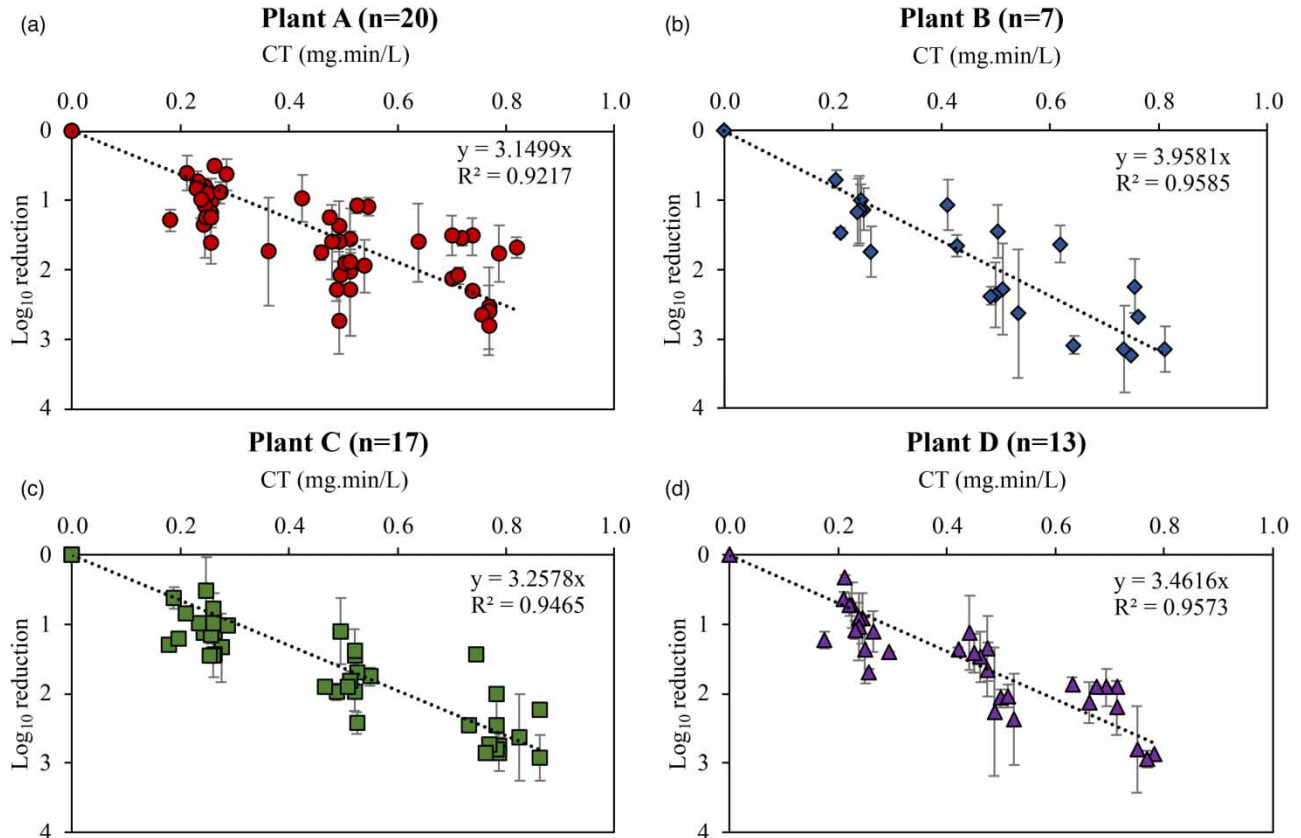 (a)
Plant A (n=20)
CT (mg.min/L)
0.0 0.2 0.4 0.6 0.8 1.0
0
1
2
3
4
Log₁₀ reduction
y = 3.1499x
R² = 0.9217
(b)
Plant B (n=7)
CT (mg.min/L)
0.0 0.2 0.4 0.6 0.8 1.0
0
1
2
3
4
Log₁₀ reduction
y = 3.9581x
R² = 0.9585
(c)
Plant C (n=17)
CT (mg.min/L)
0.0 0.2 0.4 0.6 0.8 1.0
0
1
2
3
4
Log₁₀ reduction
y = 3.2578x
R² = 0.9465
(d)
Plant D (n=13)
CT (mg.min/L)
0.0 0.2 0.4 0.6 0.8 1.0
0
1
2
3
4
Log₁₀ reduction
y = 3.4616x
R² = 0.9573